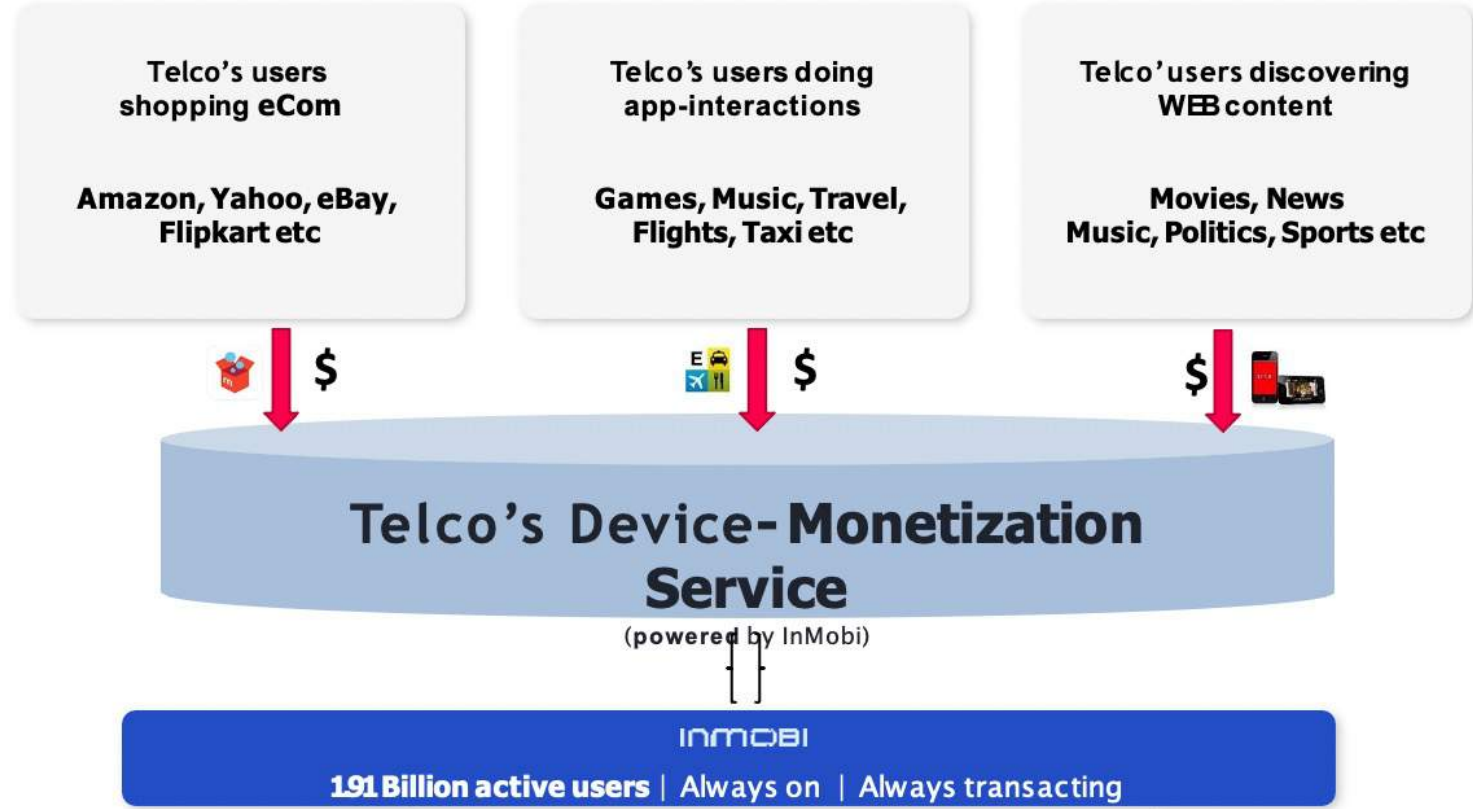 Telco's users
shopping eCom
Amazon, Yahoo, eBay,
Flipkart etc
Telco's users doing
app-interactions
Games, Music, Travel,
Flights, Taxi etc
Telco'users discovering
WEB content
Movies, News
Music, Politics, Sports etc
m
$
E
$
$
Telco's Device-Monetization
Service
(powered by InMobi)
INMOBI
1.91 Billion active users | Always on | Always transacting